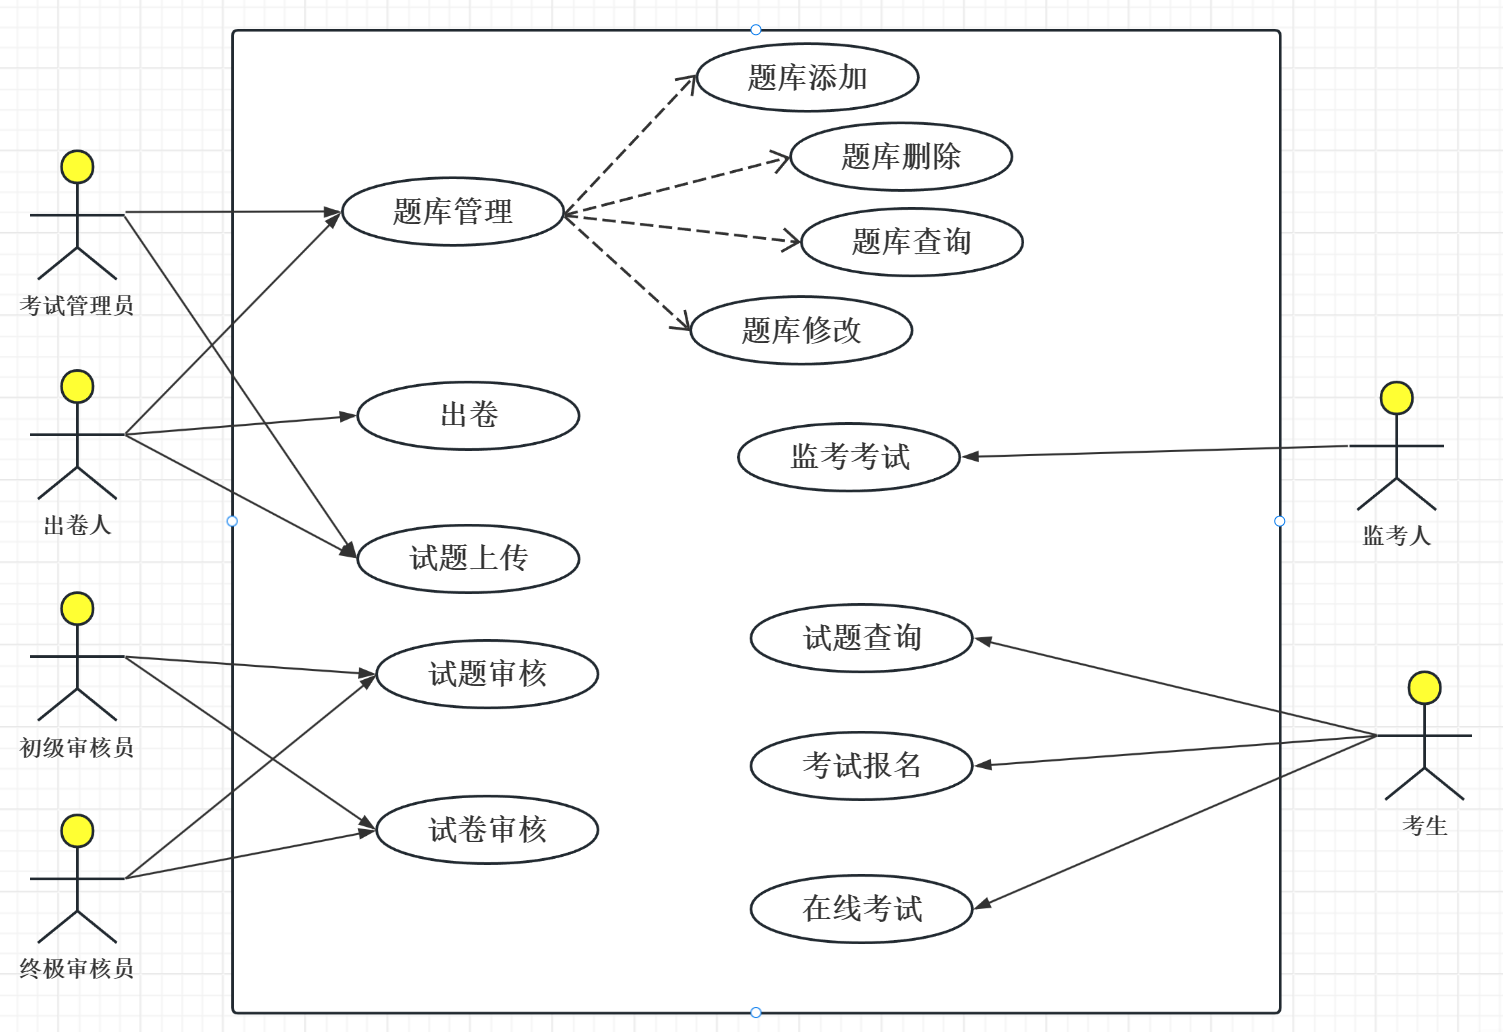 题库添加
题库删除
题库管理
题库查询
考试管理员
题库修改
出卷
监考考试
出卷人
监考人
试题上传
试题查询
试题审核
初级审核员
考试报名
考生
试卷审核
在线考试
终极审核员